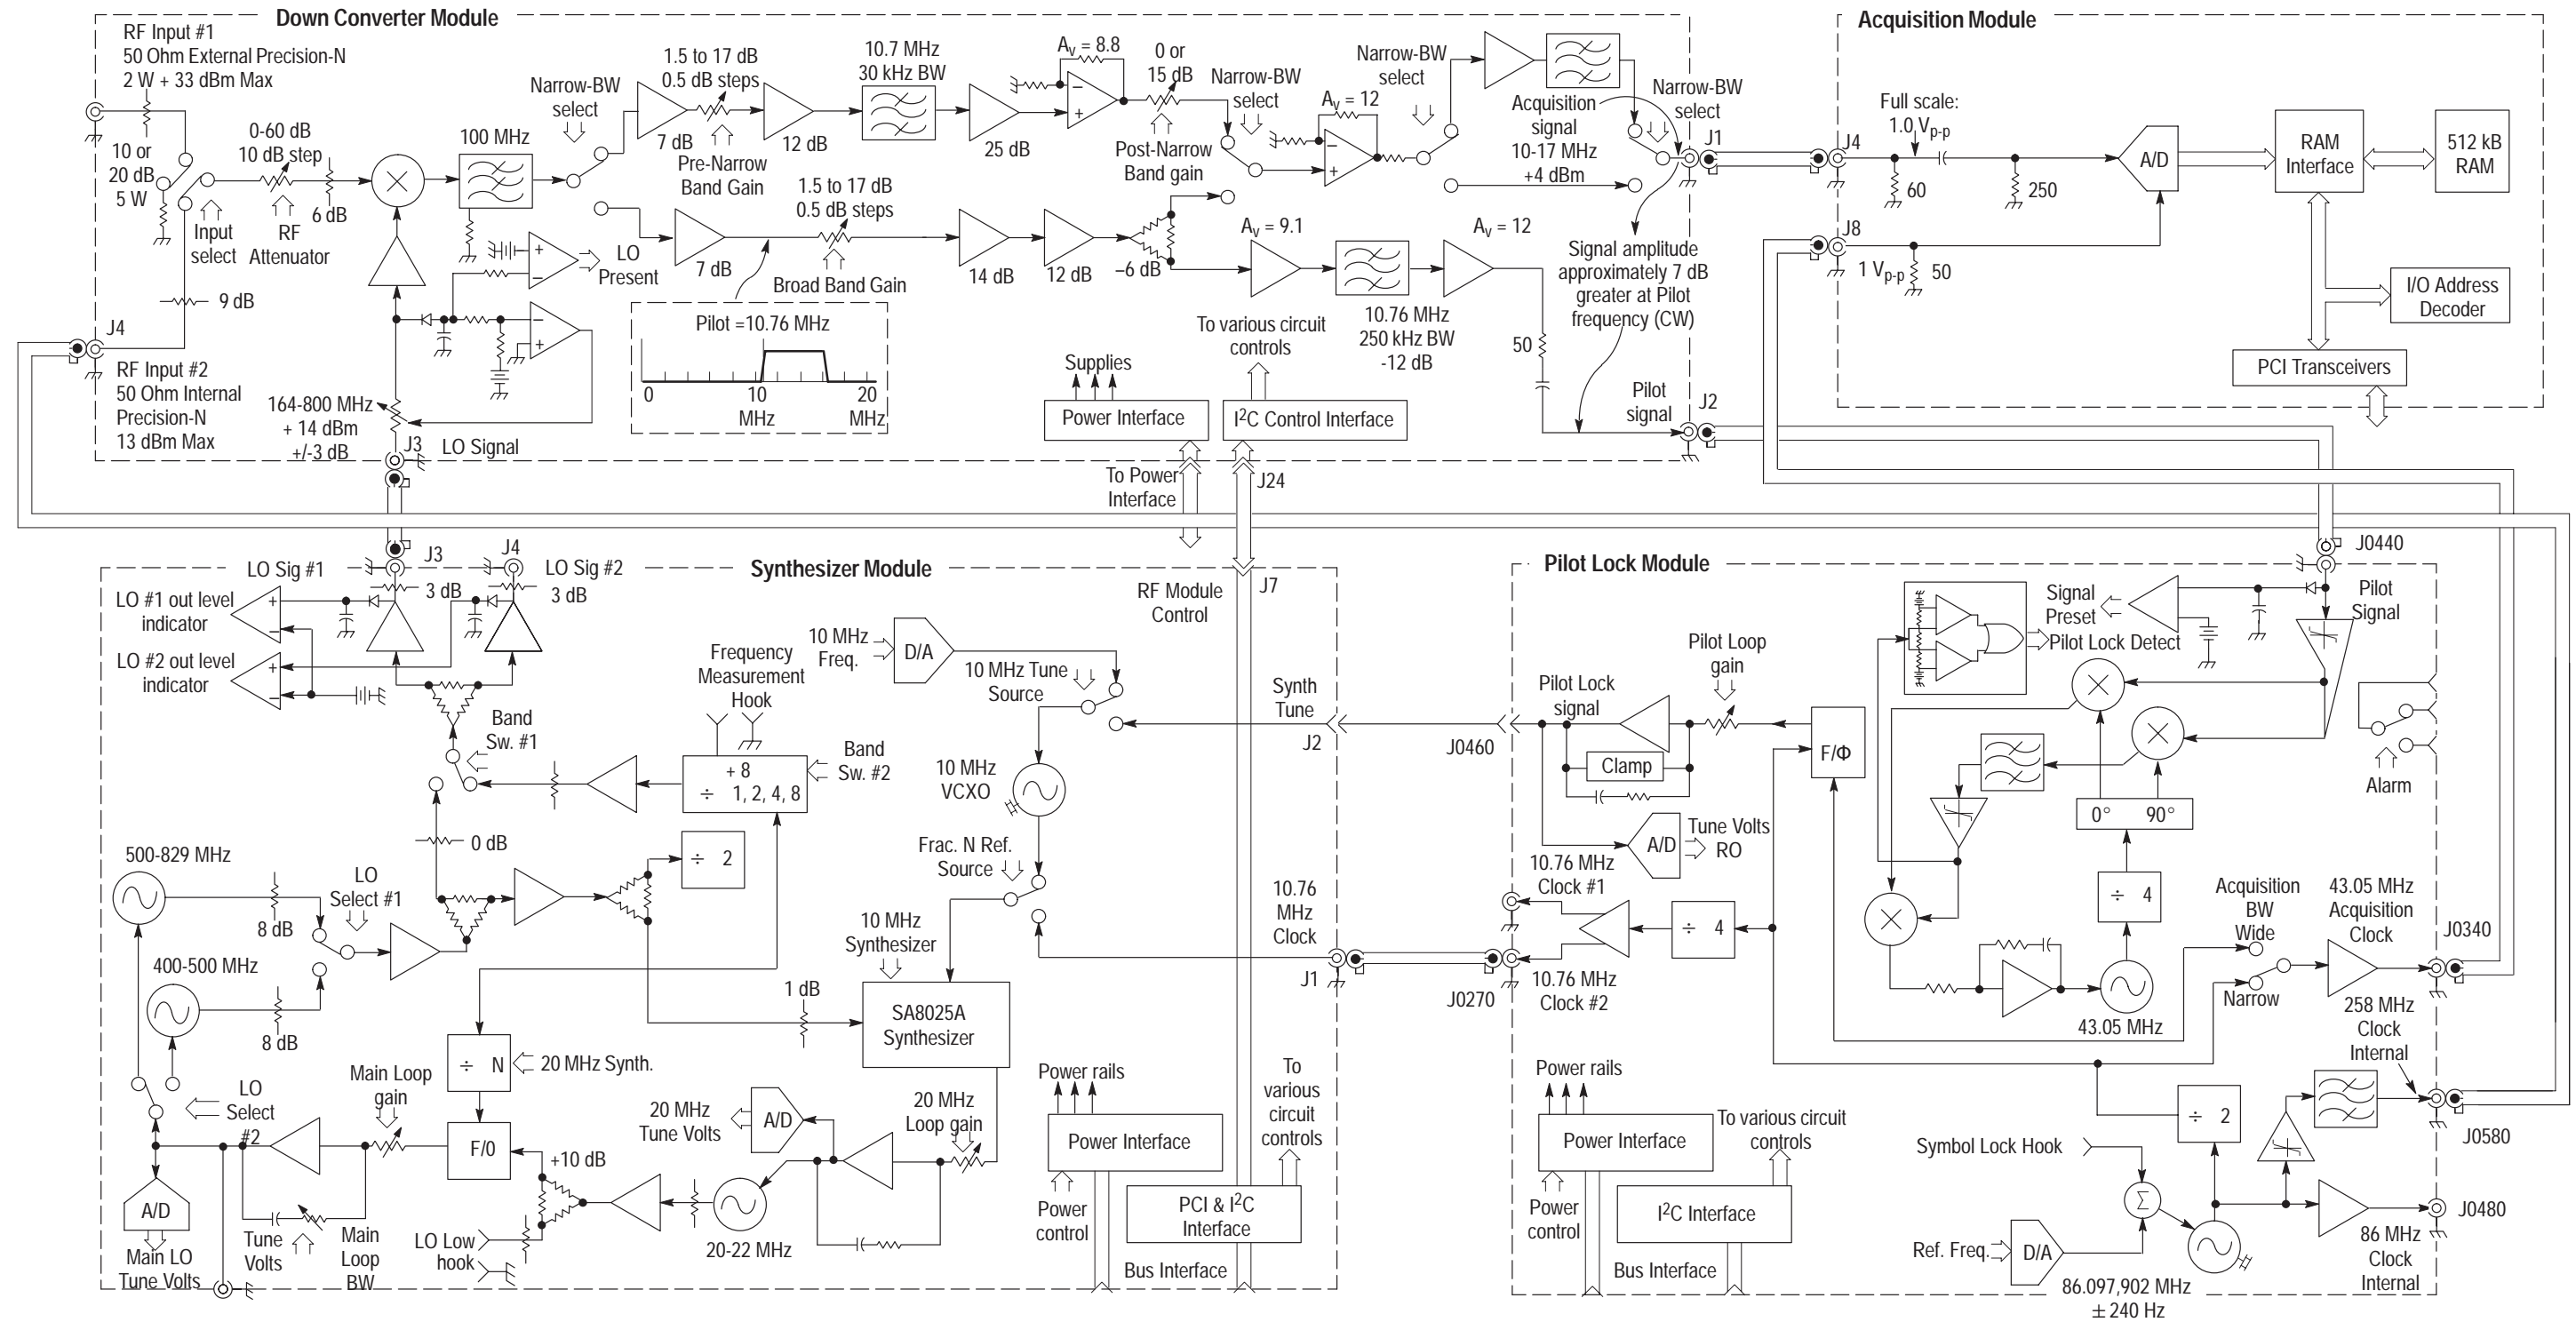 Down Converter Module
RF Input #1
50 Ohm External Precision-N
2 W + 33 dBm Max
10 or
20 dB
5 W
0-60 dB
10 dB step
6 dB
Input
select
RF
Attenuator
9 dB
J4
RF Input #2
50 Ohm Internal
Precision-N
13 dBm Max
164-800 MHz
+ 14 dBm
+/-3 dB
J3
LO Signal
100 MHz
LO
Present
Narrow-BW
select
1.5 to 17 dB
0.5 dB steps
7 dB
Pre-Narrow
Band Gain
12 dB
10.7 MHz
30 kHz BW
25 dB
Av = 8.8
0 or
15 dB
Post-Narrow
Band gain
Narrow-BW
select
Av = 12
Narrow-BW
select
Acquisition
signal
10-17 MHz
+4 dBm
Narrow-BW
select
J1
7 dB
1.5 to 17 dB
0.5 dB steps
Broad Band Gain
14 dB
12 dB
–6 dB
Av = 9.1
10.76 MHz
250 kHz BW
-12 dB
Av = 12
50
Signal amplitude
approximately 7 dB
greater at Pilot
frequency (CW)
Pilot
signal
J2
Pilot =10.76 MHz
0
10
20
MHz
MHz
Supplies
Power Interface
To various circuit
controls
I2C Control Interface
To Power
Interface
J24
Acquisition Module
J4
Full scale:
1.0 Vp-p
60
250
A/D
RAM
Interface
512 kB
RAM
J8
1 Vp-p
50
I/O Address
Decoder
PCI Transceivers
Synthesizer Module
LO Sig #1
J3
J4
LO Sig #2
3 dB
3 dB
LO #1 out level
indicator
LO #2 out level
indicator
Band
Sw. #1
Frequency
Measurement
Hook
+ 8
÷ 1, 2, 4, 8
Band
Sw. #2
0 dB
÷ 2
500-829 MHz
8 dB
LO
Select #1
400-500 MHz
8 dB
1 dB
÷ N
20 MHz Synth.
LO
Select
#2
Main Loop
gain
F/0
A/D
Main LO
Tune Volts
Tune
Volts
Main
Loop
BW
+10 dB
LO Low
hook
20-22 MHz
20 MHz
Tune Volts
A/D
20 MHz
Loop gain
10 MHz
Freq.
D/A
10 MHz Tune
Source
10 MHz
VCXO
Frac. N Ref.
Source
10 MHz
Synthesizer
SA8025A
Synthesizer
RF Module
Control
J7
Synth
Tune
J2
10.76
MHz
Clock
J1
Power rails
Power Interface
Power
control
PCI & I2C
Interface
To
various
circuit
controls
Bus Interface
Pilot Lock Module
J0460
Pilot Lock
signal
Pilot Loop
gain
Clamp
F/Φ
A/D
Tune Volts
RO
10.76 MHz
Clock #1
10.76 MHz
Clock #2
J0270
÷ 4
Signal
Preset
Pilot Lock Detect
J0440
Pilot
Signal
Alarm
0° 90°
÷ 4
43.05 MHz
Acquisition
BW
Wide
Narrow
43.05 MHz
Acquisition
Clock
J0340
258 MHz
Clock
Internal
J0580
÷ 2
Symbol Lock Hook
Σ
Ref. Freq.
D/A
86.097,902 MHz
± 240 Hz
J0480
86 MHz
Clock
Internal
Power rails
Power Interface
Power
control
I2C Interface
To various circuit
controls
Bus Interface